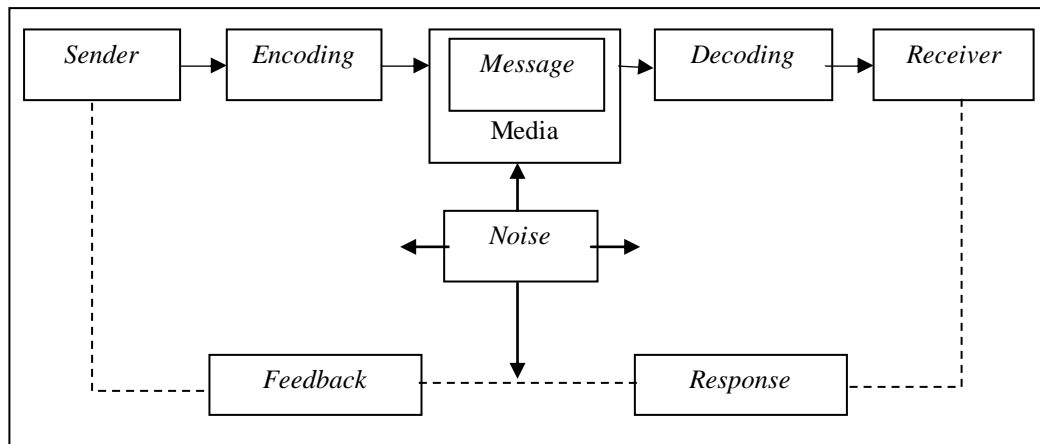 Sender
Encoding
Message
Media
Decoding
Receiver
Noise
Feedback
Response